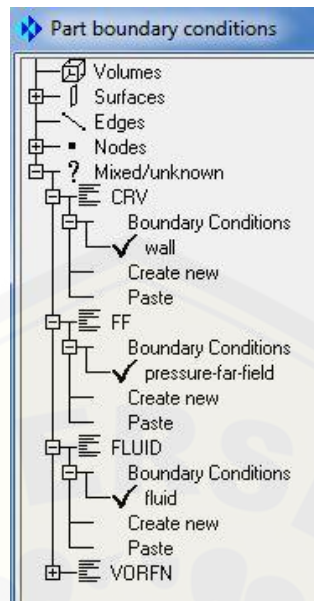 Part boundary conditions
Volumes
Surfaces
Edges
Nodes
? Mixed/unknown
CRV
Boundary Conditions
wall
Create new
Paste
FF
Boundary Conditions
pressure-far-field
Create new
Paste
FLUID
Boundary Conditions
fluid
Create new
Paste
VORFN